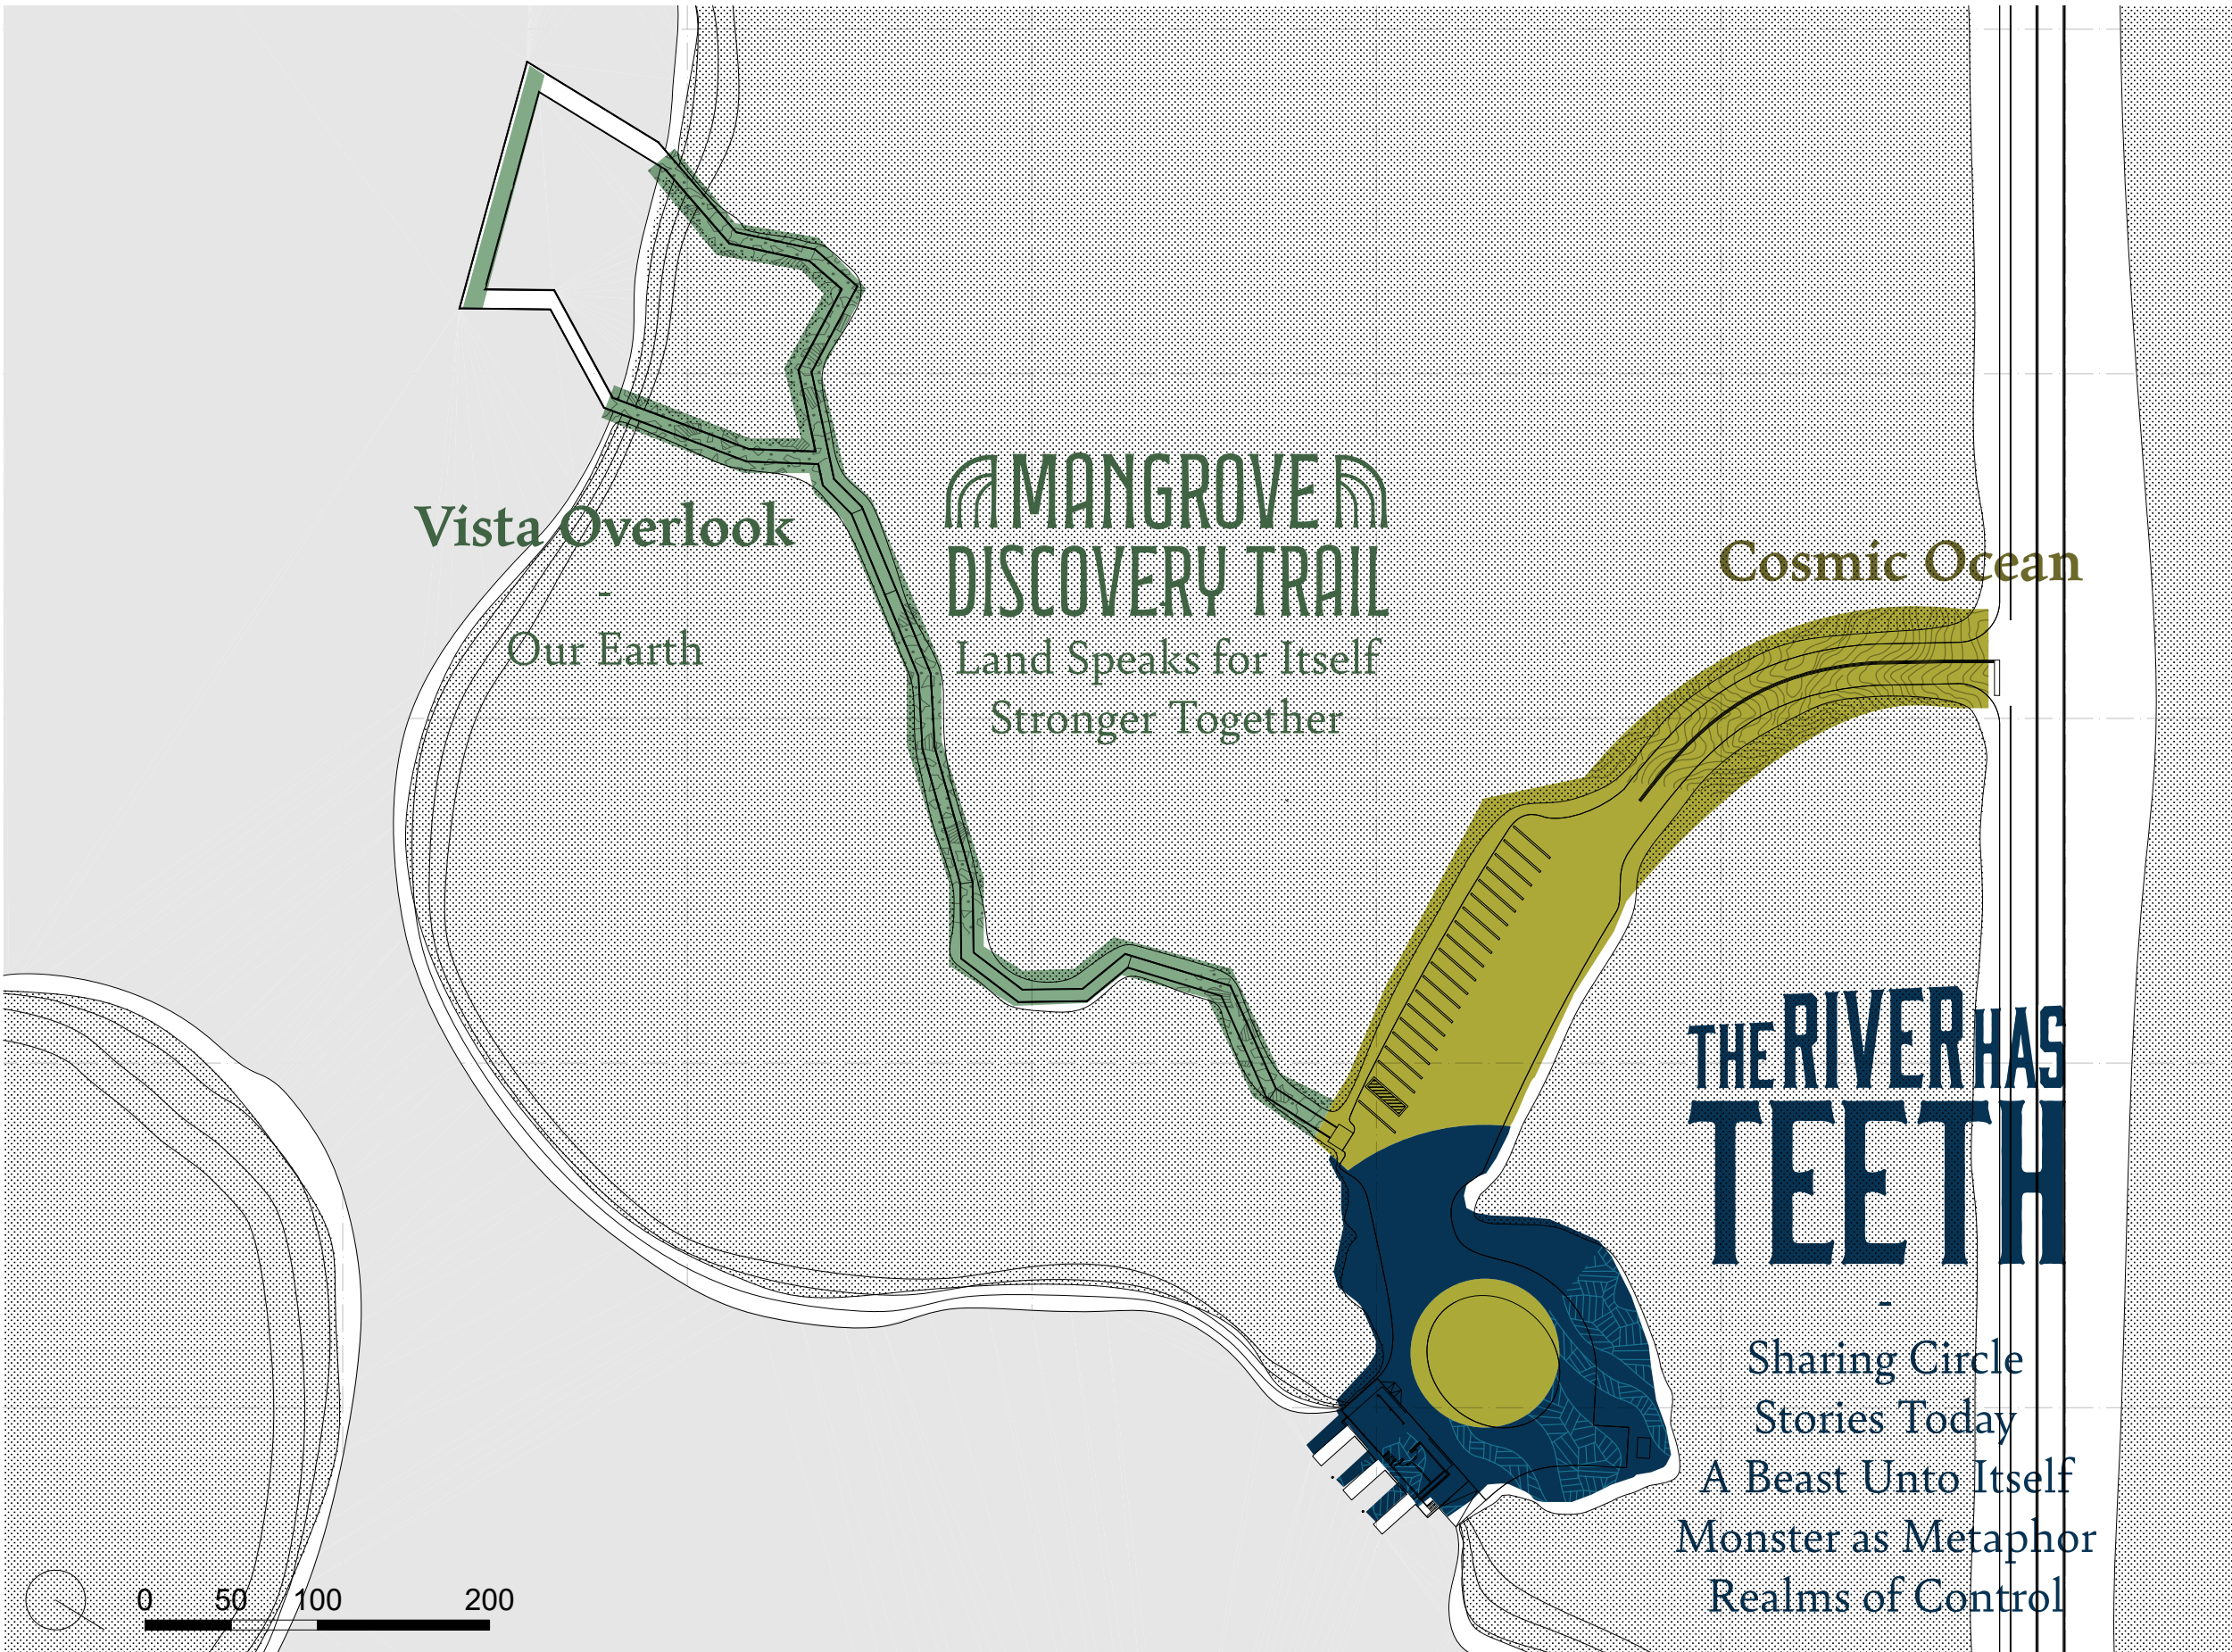 Vista Overlook
-
Our Earth
MANGROVE
DISCOVERY TRAIL
Land Speaks for Itself
Stronger Together
Cosmic Ocean
THE RIVER HAS
TEETH
-
Sharing Circle
Stories Today
A Beast Unto Itself
Monster as Metaphor
Realms of Control
0 50 100 200